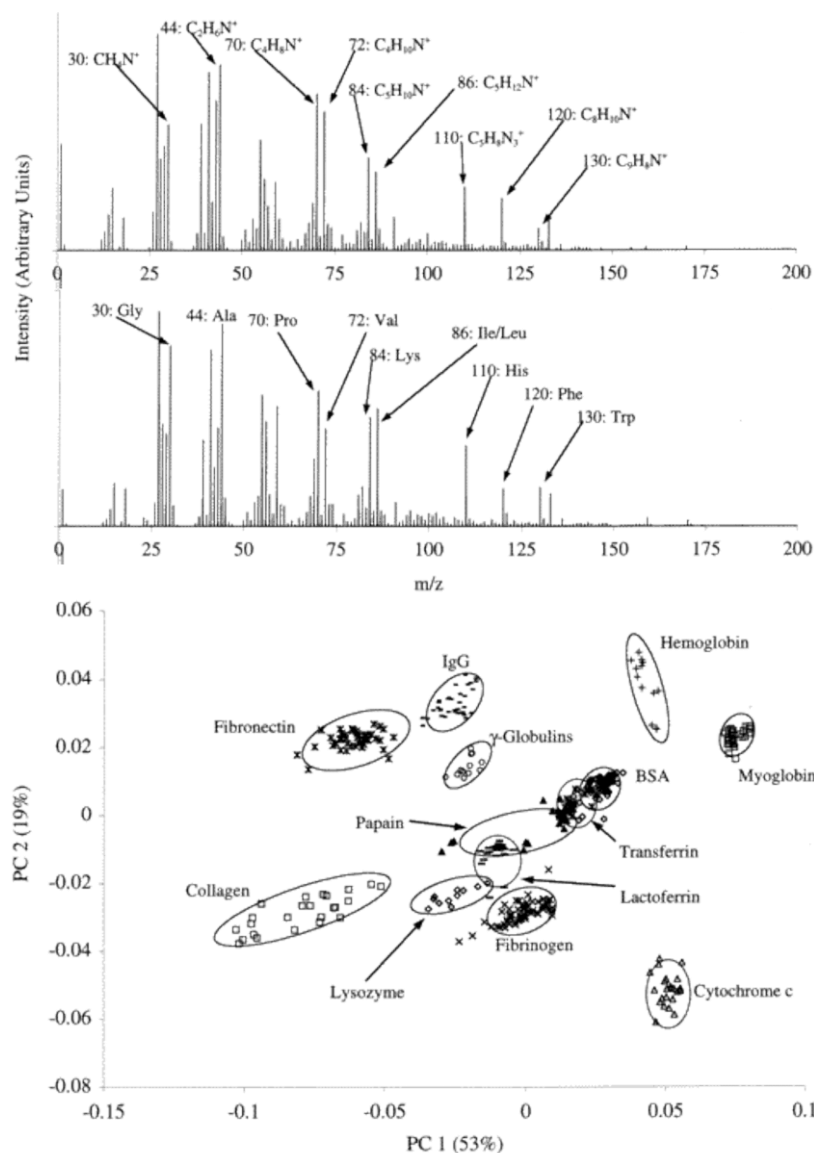 44: C₂H₆N⁺
30: CH₄N⁺
70: C₄H₈N⁺
72: C₄H₁₀N⁺
84: C₅H₁₀N⁺
86: C₅H₁₂N⁺
110: C₅H₈N₃⁺
120: C₈H₁₀N⁺
130: C₉H₈N⁺
0 25 50 75 100 125 150 175 200
Intensity (Arbitrary Units)
30: Gly
44: Ala
70: Pro
72: Val
84: Lys
86: Ile/Leu
110: His
120: Phe
130: Trp
0 25 50 75 100 125 150 175 200
m/z
0.06
0.04
0.02
0
-0.02
-0.04
-0.06
-0.08
PC 2 (19%)
Hemoglobin
IgG
Fibronectin
γ-Globulins
BSA
Myoglobin
Papain
Transferrin
Collagen
Lactoferrin
Fibrinogen
Lysozyme
Cytochrome c
-0.15 -0.1 -0.05 0 0.05 0.1
PC 1 (53%)